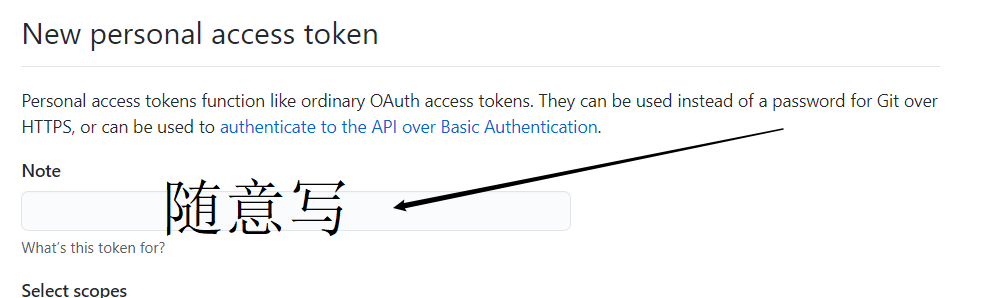 New personal access token
Personal access tokens function like ordinary OAuth access tokens. They can be used instead of a password for Git over
HTTPS, or can be used to authenticate to the API over Basic Authentication.
Note
随意写
What's this token for?
Select scopes